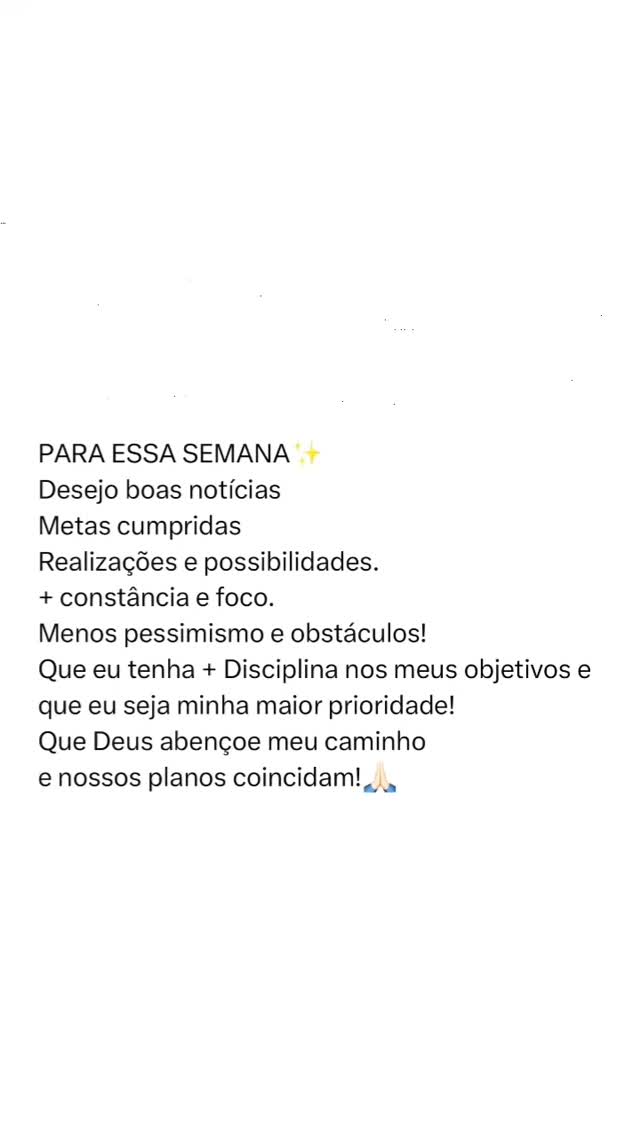 PARA ESSA SEMANA✨
Desejo boas notícias
Metas cumpridas
Realizações e possibilidades.
+ constância e foco.
Menos pessimismo e obstáculos!
Que eu tenha + Disciplina nos meus objetivos e
que eu seja minha maior prioridade!
Que Deus abençoe meu caminho
e nossos planos coincidam!🙏🏻